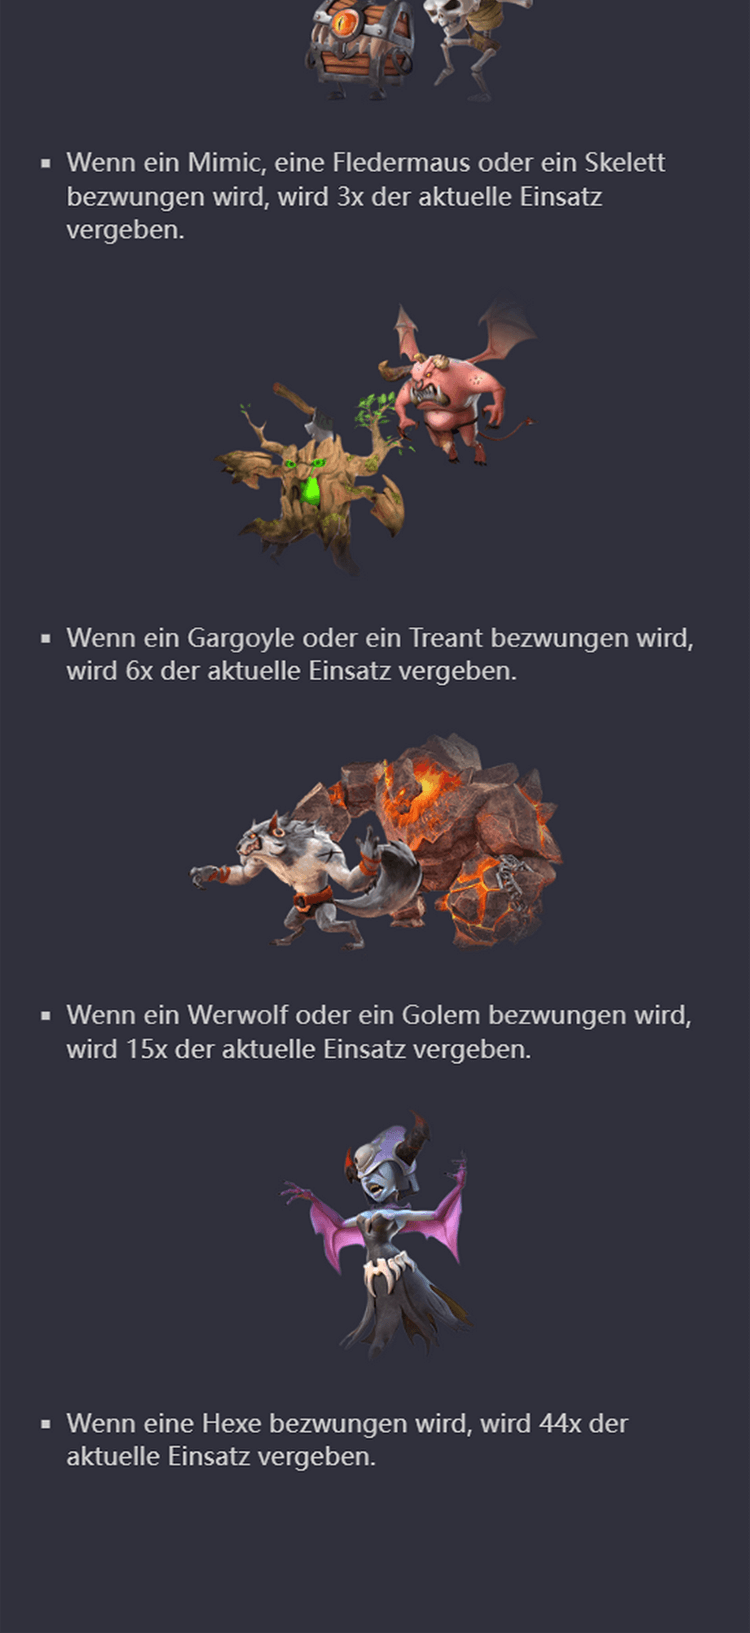 ▪ Wenn ein Mimic, eine Fledermaus oder ein Skelett
bezwungen wird, wird 3x der aktuelle Einsatz
vergeben.
▪ Wenn ein Gargoyle oder ein Treant bezwungen wird,
wird 6x der aktuelle Einsatz vergeben.
▪ Wenn ein Werwolf oder ein Golem bezwungen wird,
wird 15x der aktuelle Einsatz vergeben.
▪ Wenn eine Hexe bezwungen wird, wird 44x der
aktuelle Einsatz vergeben.